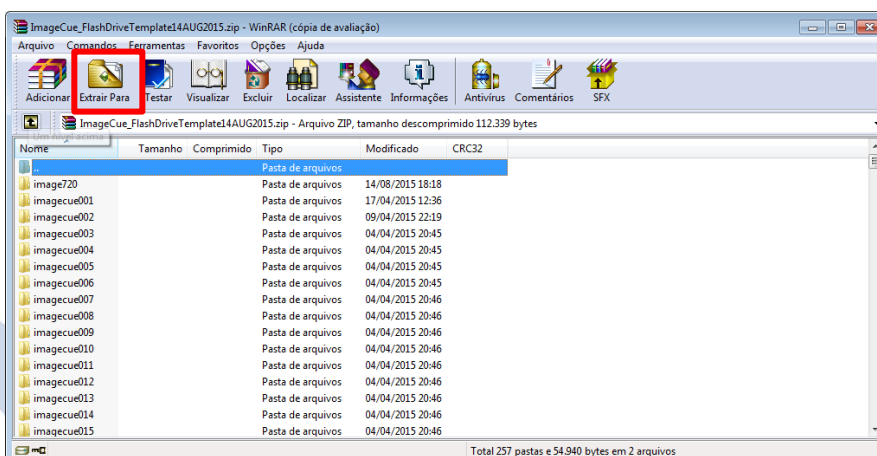 ImageCue_FlashDriveTemplate14AUG2015.zip - WinRAR (cópia de avaliação)
Arquivo Comandos Ferramentas Favoritos Opções Ajuda
Adicionar Extrair Para Testar Visualizar Excluir Localizar Assistente Informações Antivírus Comentários SFX
ImageCue_FlashDriveTemplate14AUG2015.zip - Arquivo ZIP, tamanho descomprimido 112.339 bytes
Um nível acima
Nome Tamanho Comprimido Tipo Modificado CRC32
.. Pasta de arquivos
image720 Pasta de arquivos 14/08/2015 18:18
imagecue001 Pasta de arquivos 17/04/2015 12:36
imagecue002 Pasta de arquivos 09/04/2015 22:19
imagecue003 Pasta de arquivos 04/04/2015 20:45
imagecue004 Pasta de arquivos 04/04/2015 20:45
imagecue005 Pasta de arquivos 04/04/2015 20:45
imagecue006 Pasta de arquivos 04/04/2015 20:45
imagecue007 Pasta de arquivos 04/04/2015 20:46
imagecue008 Pasta de arquivos 04/04/2015 20:46
imagecue009 Pasta de arquivos 04/04/2015 20:46
imagecue010 Pasta de arquivos 04/04/2015 20:46
imagecue011 Pasta de arquivos 04/04/2015 20:46
imagecue012 Pasta de arquivos 04/04/2015 20:46
imagecue013 Pasta de arquivos 04/04/2015 20:46
imagecue014 Pasta de arquivos 04/04/2015 20:46
imagecue015 Pasta de arquivos 04/04/2015 20:46
Total 257 pastas e 54.940 bytes em 2 arquivos